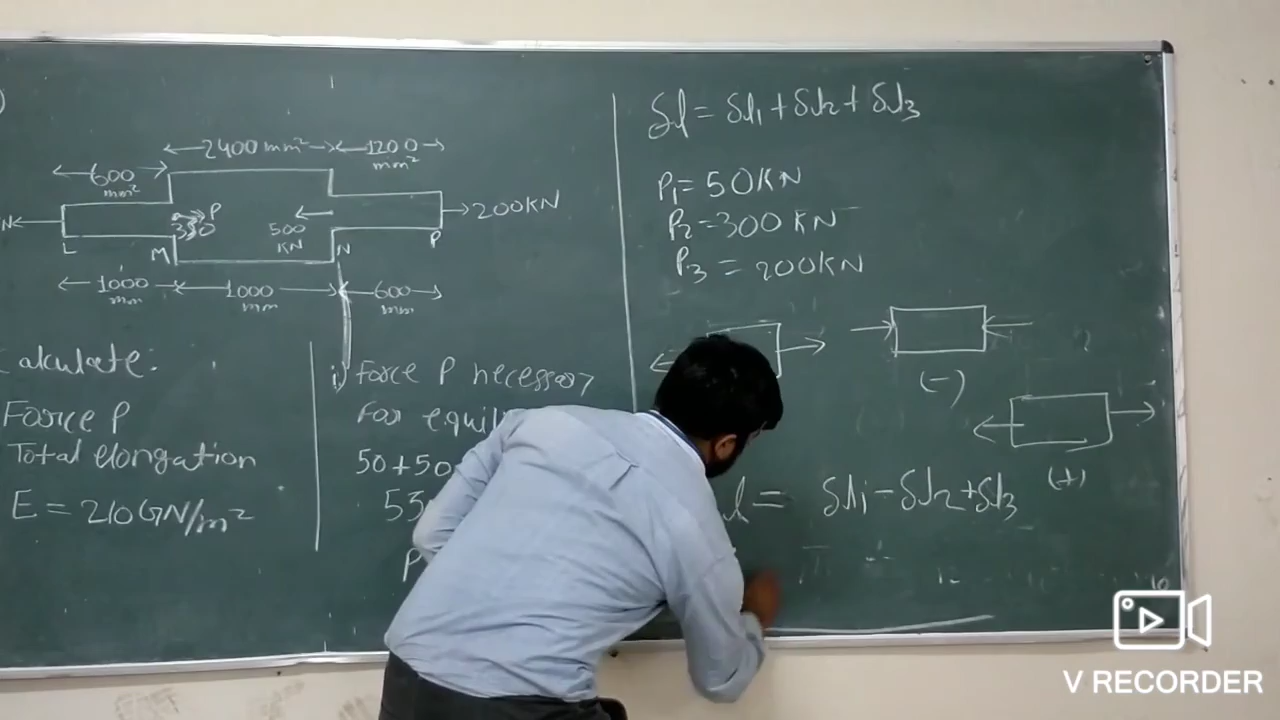 )
2400 mm² 1200
mm²
600
mm²
N P 200KN
500
KN
L M N P
1000
mm 1000
mm 600
mm
alculate:
Force P
Total elongation
E = 210 GN/m²
i) Force P necessary
For equil
50+50
53
P
δl = δl₁ + δl₂ + δl₃
P₁ = 50KN
P₂ = 300 KN
P₃ = 200KN
(-)
(+)
l = δl₁ - δl₂ + δl₃
V RECORDER